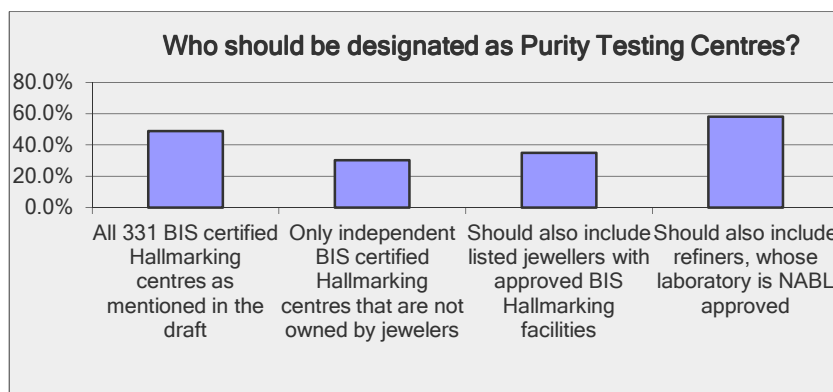 Who should be designated as Purity Testing Centres?
80.0%
60.0%
40.0%
20.0%
0.0%
All 331 BIS certified
Hallmarking
centres as
mentioned in the
draft
Only independent
BIS certified
Hallmarking
centres that are not
owned by jewelers
Should also include
listed jewellers with
approved BIS
Hallmarking
facilities
Should also include
refiners, whose
laboratory is NABL
approved